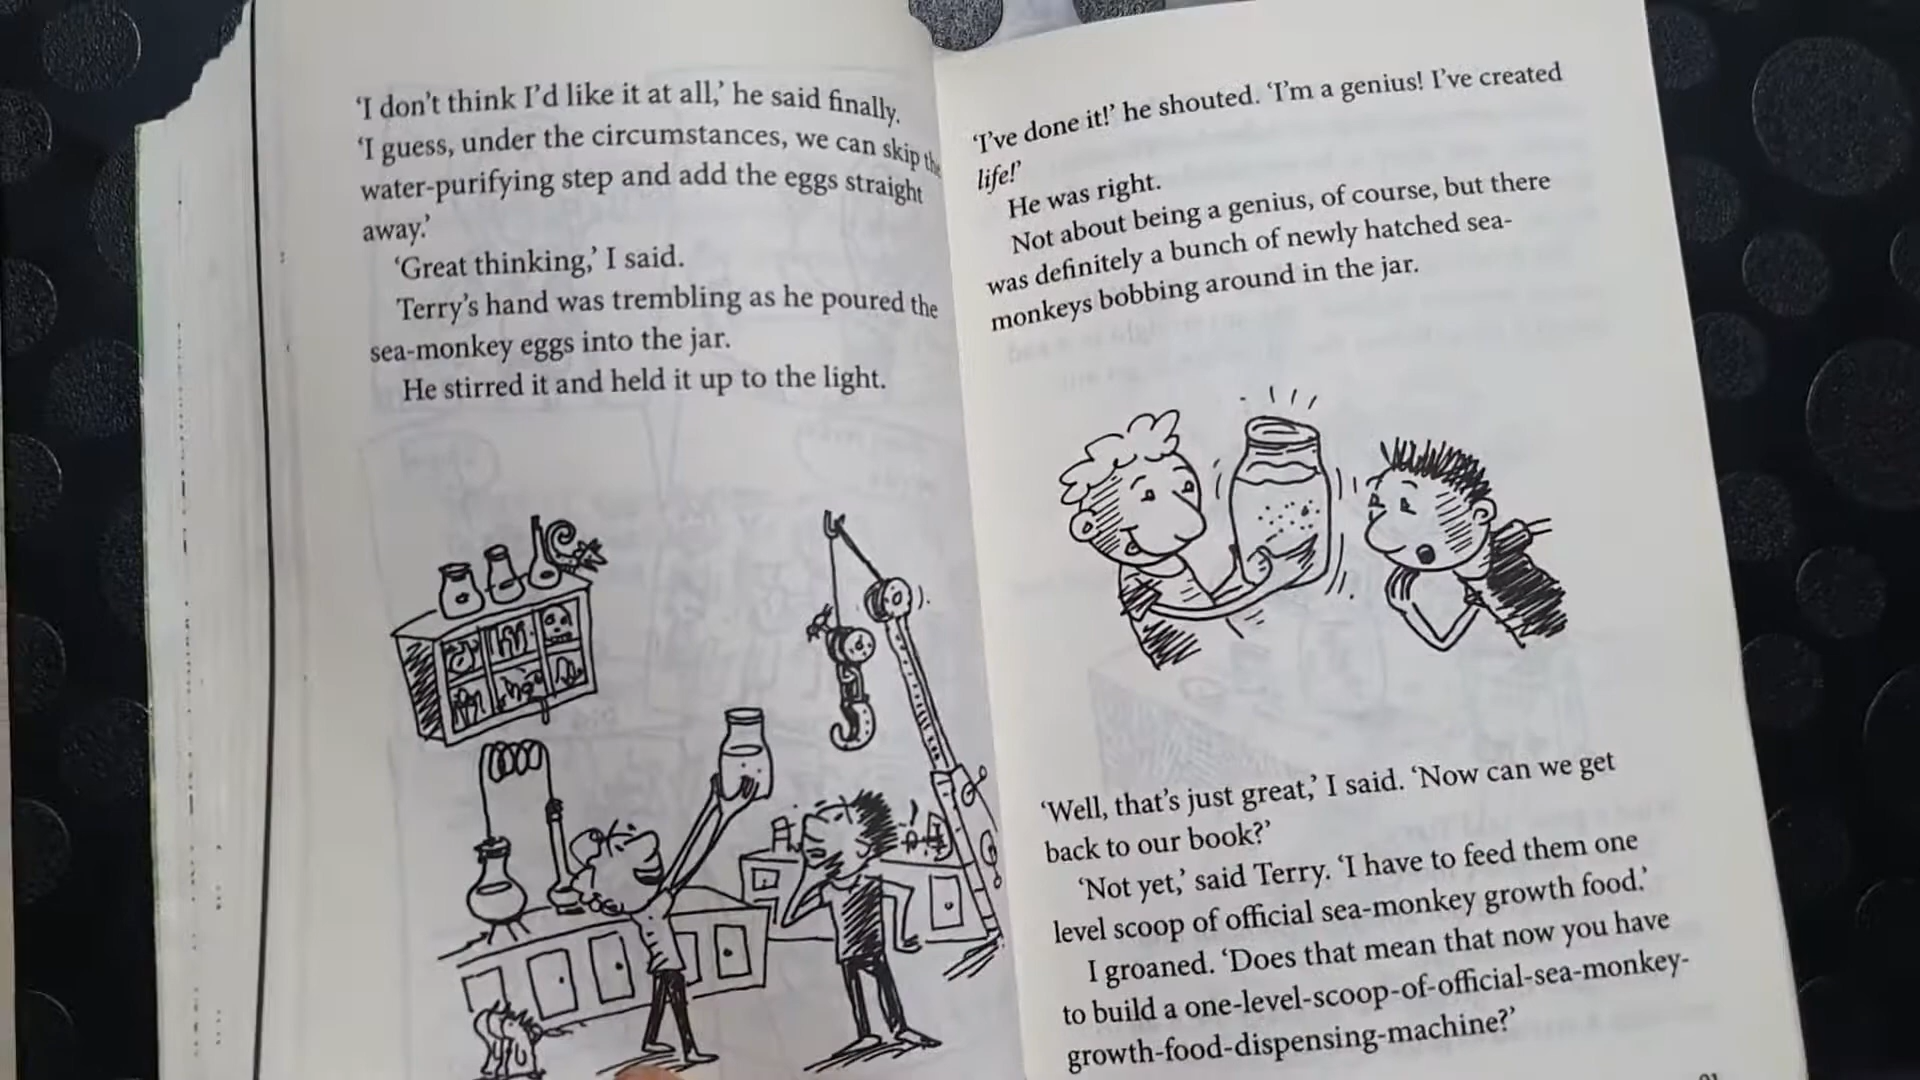 ‘I don’t think I’d like it at all,’ he said finally.
‘I guess, under the circumstances, we can skip the
water-purifying step and add the eggs straight
away.’
‘Great thinking,’ I said.
Terry’s hand was trembling as he poured the
sea-monkey eggs into the jar.
He stirred it and held it up to the light.
‘I’ve done it!’ he shouted. ‘I’m a genius! I’ve created
life!’
He was right.
Not about being a genius, of course, but there
was definitely a bunch of newly hatched sea-
monkeys bobbing around in the jar.
‘Well, that’s just great,’ I said. ‘Now can we get
back to our book?’
‘Not yet,’ said Terry. ‘I have to feed them one
level scoop of official sea-monkey growth food.’
I groaned. ‘Does that mean that now you have
to build a one-level-scoop-of-official-sea-monkey-
growth-food-dispensing-machine?’